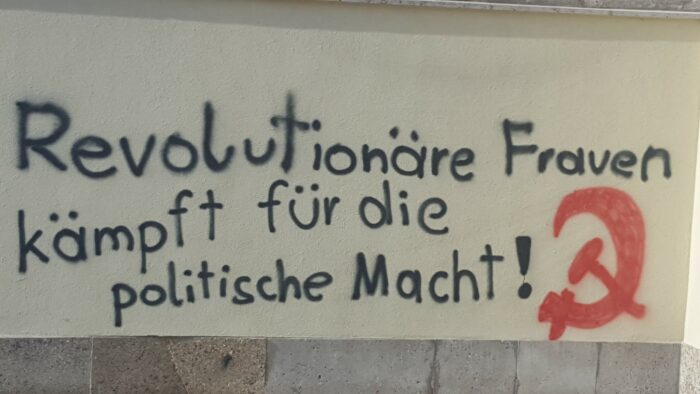 Revolutionäre Frauen
kämpft für die
politische Macht!